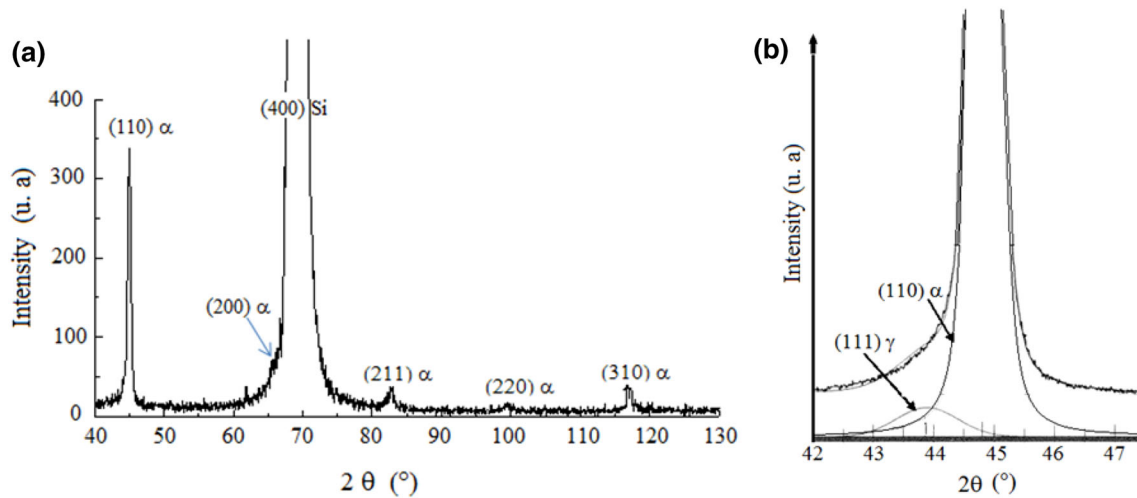 (a)
Intensity (u. a)
400
300
200
100
0
(110) α
(400) Si
(200) α
(211) α
(220) α
(310) α
40 50 60 70 80 90 100 110 120 130
2 θ (°)
(b)
Intensity (u. a)
(110) α
(111) γ
42 43 44 45 46 47
2θ (°)